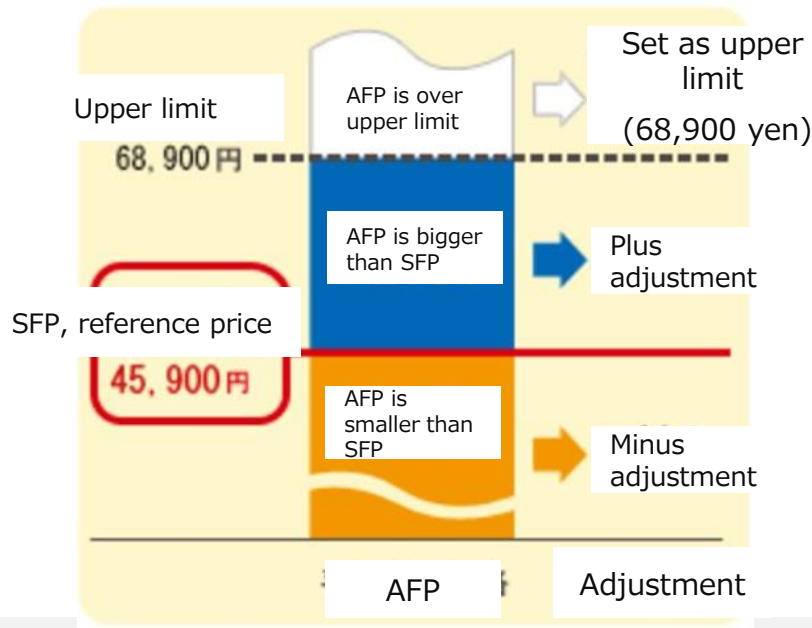 Set as upper
limit
(68,900 yen)
AFP is over
upper limit
Upper limit
68,900円
AFP is bigger
than SFP
Plus
adjustment
SFP, reference price
45,900円
AFP is
smaller than
SFP
Minus
adjustment
AFP
Adjustment